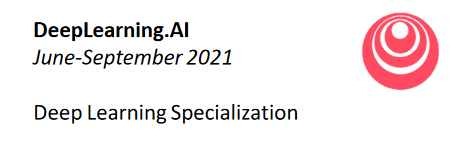 DeepLearning.AI
June-September 2021
Deep Learning Specialization